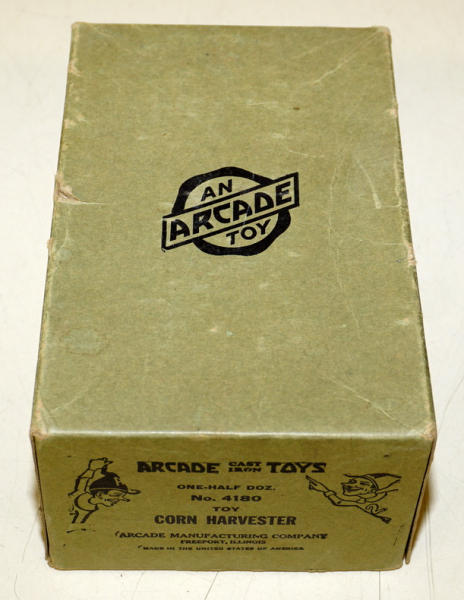 AN
ARCADE
TOY
ARCADE CAST IRON TOYS
ONE-HALF DOZ.
No. 4180
TOY
CORN HARVESTER
ARCADE MANUFACTURING COMPANY
FREEPORT, ILLINOIS
MADE IN THE UNITED STATES OF AMERICA